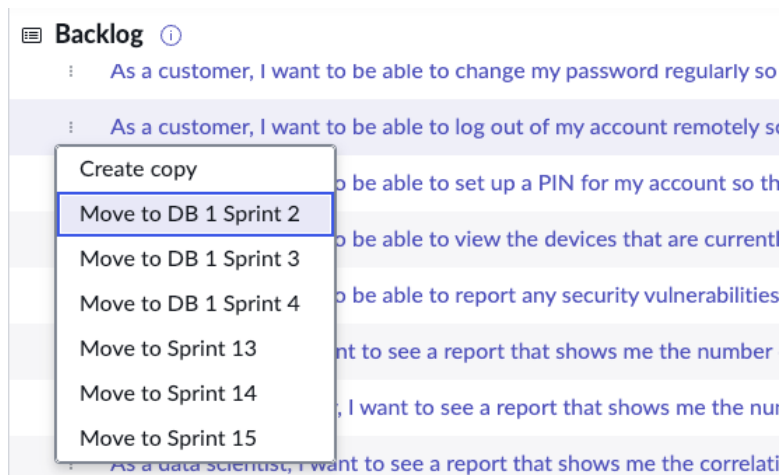 Backlog
As a customer, I want to be able to change my password regularly so
As a customer, I want to be able to log out of my account remotely so
Create copy
o be able to set up a PIN for my account so th
Move to DB 1 Sprint 2
o be able to view the devices that are currentl
Move to DB 1 Sprint 3
o be able to report any security vulnerabilities
Move to DB 1 Sprint 4
Move to Sprint 13
nt to see a report that shows me the number
Move to Sprint 14
, I want to see a report that shows me the nu
Move to Sprint 15
As a data scientist, I want to see a report that shows me the correlati